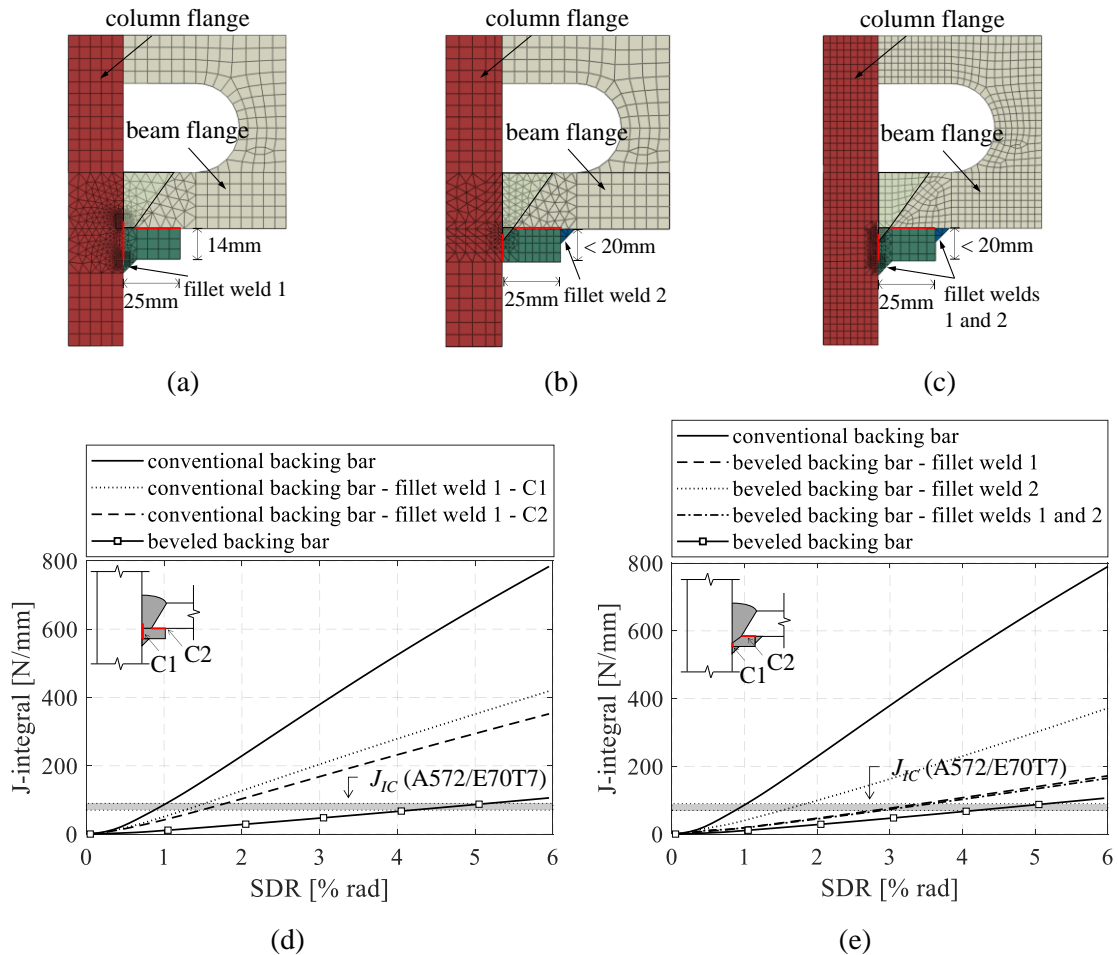 column flange
beam flange
14mm
25mm
fillet weld 1
(a)
column flange
beam flange
< 20mm
25mm
fillet weld 2
(b)
column flange
beam flange
< 20mm
25mm
fillet welds
1 and 2
(c)
conventional backing bar
conventional backing bar - fillet weld 1 - C1
conventional backing bar - fillet weld 1 - C2
beveled backing bar
800
600
400
200
0
J-integral [N/mm]
C1
C2
J_IC (A572/E70T7)
0 1 2 3 4 5 6
SDR [% rad]
(d)
conventional backing bar
beveled backing bar - fillet weld 1
beveled backing bar - fillet weld 2
beveled backing bar - fillet welds 1 and 2
beveled backing bar
800
600
400
200
0
J-integral [N/mm]
C1
C2
J_IC (A572/E70T7)
0 1 2 3 4 5 6
SDR [% rad]
(e)